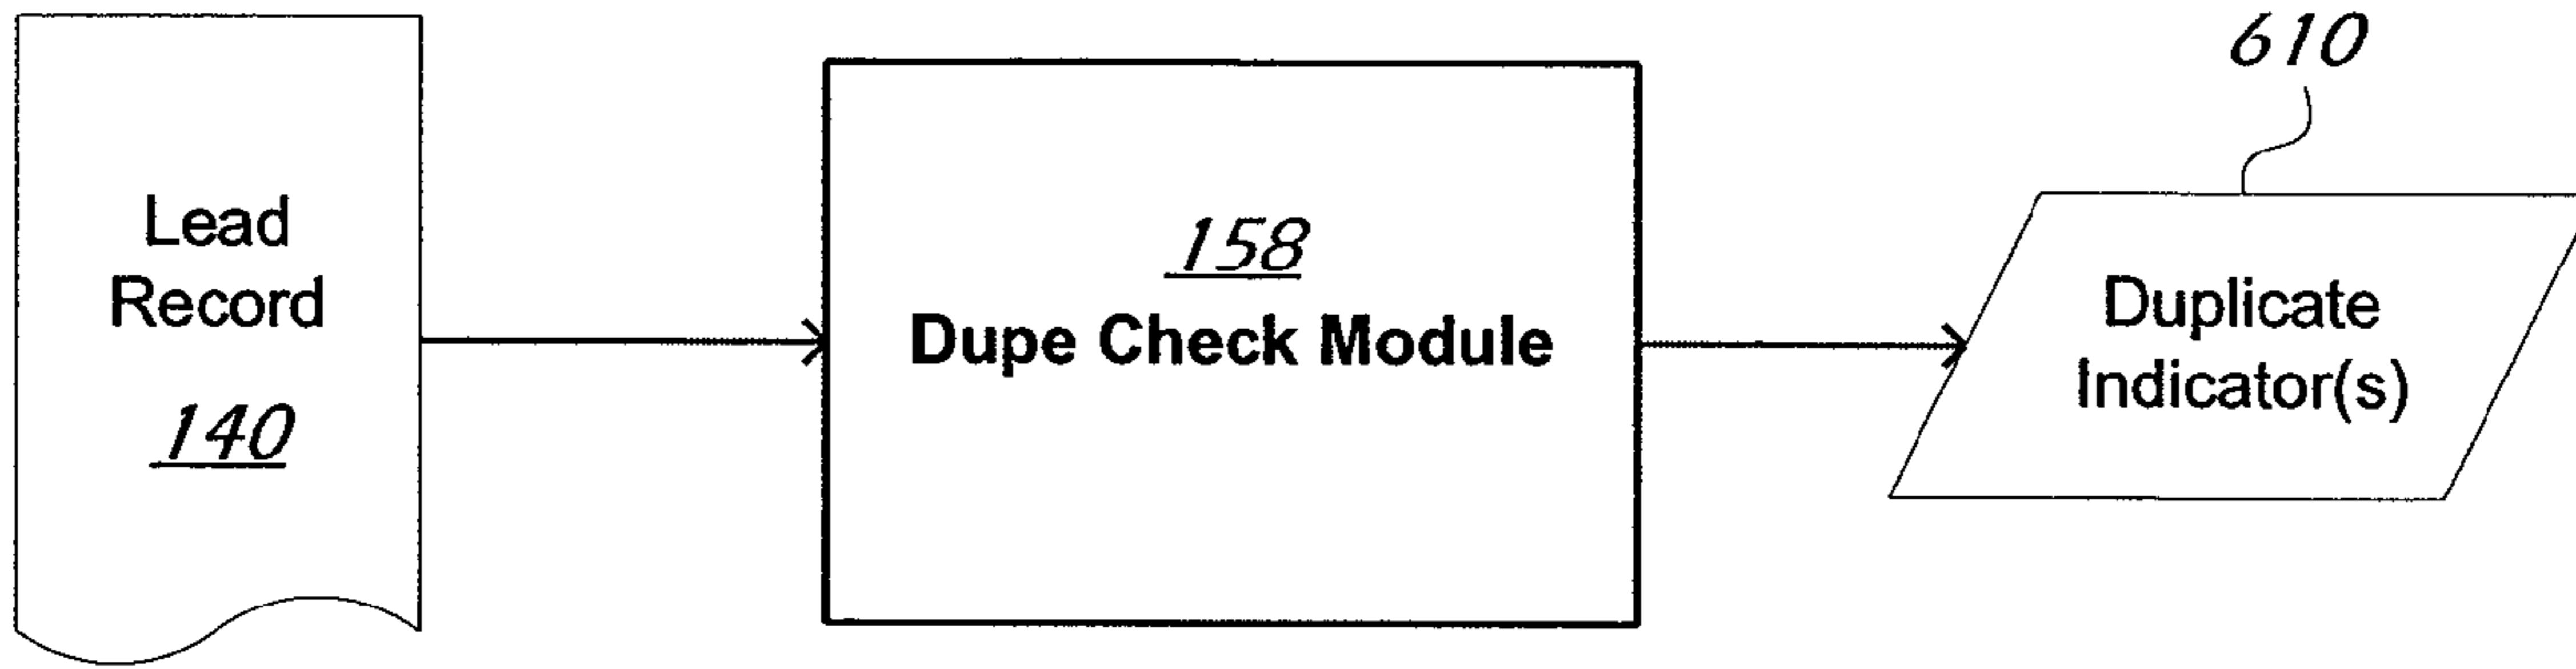 Lead
Record
140
158
Dupe Check Module
610
Duplicate
Indicator(s)